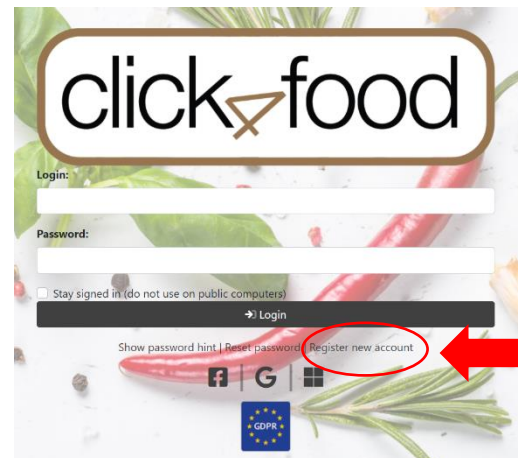 click4food
Login:
Password:
Stay signed in (do not use on public computers)
Login
Show password hint | Reset password | Register new account
GDPR